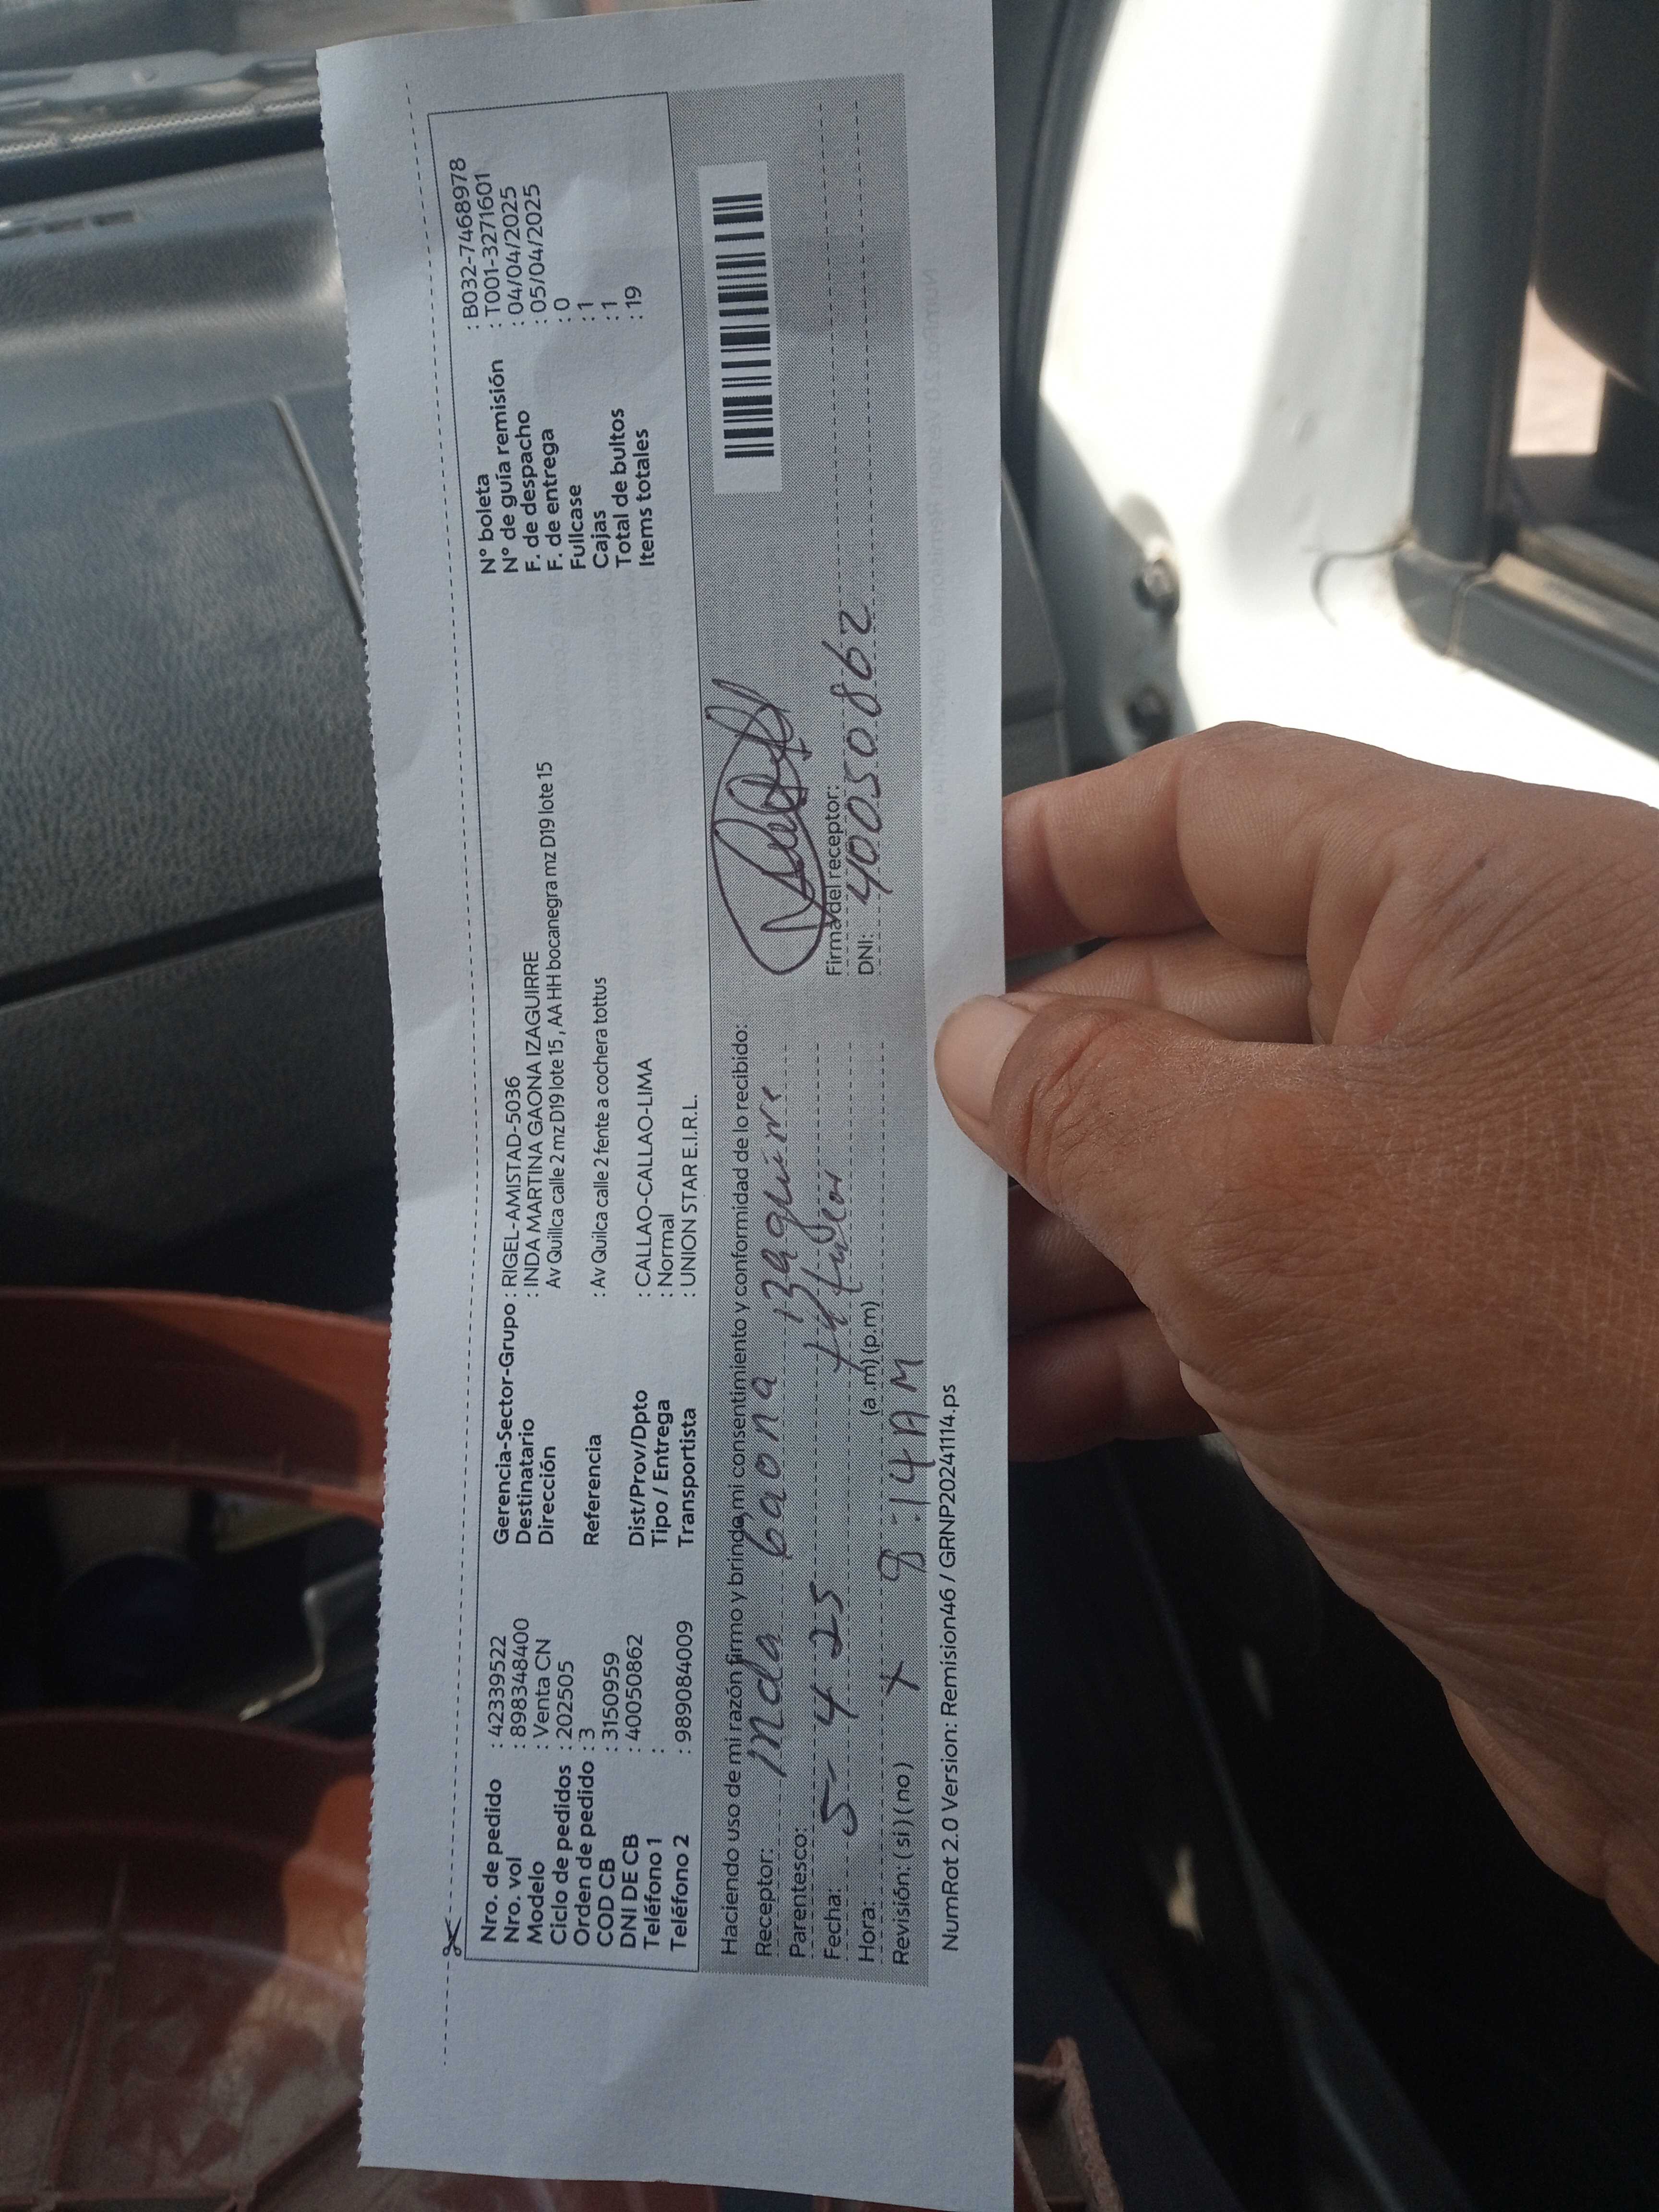 Nro. de pedido : 42339522
Nro. vol : 898348400
Modelo : Venta CN
Ciclo de pedidos : 202505
Orden de pedido : 3
COD CB : 3150959
DNI DE CB : 40050862
Teléfono 1 :
Teléfono 2 : 989084009
Gerencia-Sector-Grupo : RIGEL-AMISTAD-5036
Destinatario : INDA MARTINA GAONA IZAGUIRRE
Dirección Av Quillca calle 2 mz D19 lote 15 , AA HH bocanegra mz D19 lote 15
Referencia : Av Quilca calle 2 fente a cochera tottus
Dist/Prov/Dpto : CALLAO-CALLAO-LIMA
Tipo / Entrega : Normal
Transportista : UNION STAR E.I.R.L.
N° boleta : B032-7468978
N° de guía remisión : T001-3271601
F. de despacho : 04/04/2025
F. de entrega : 05/04/2025
Fullcase : 0
Cajas : 1
Total de bultos : 1
Items totales : 19
Haciendo uso de mi razón firmo y brindo mi consentimiento y conformidad de lo recibido:
Receptor: Inda Gaona izaguirre
Parentesco:
Fecha: 5-4 25
Hora: (a .m) (p.m)
9:14AM
Revisión: ( si ) ( no ) x
Firma del receptor:
DNI: 40050862
NumRot 2.0 Version: Remision46 / GRNP20241114.ps